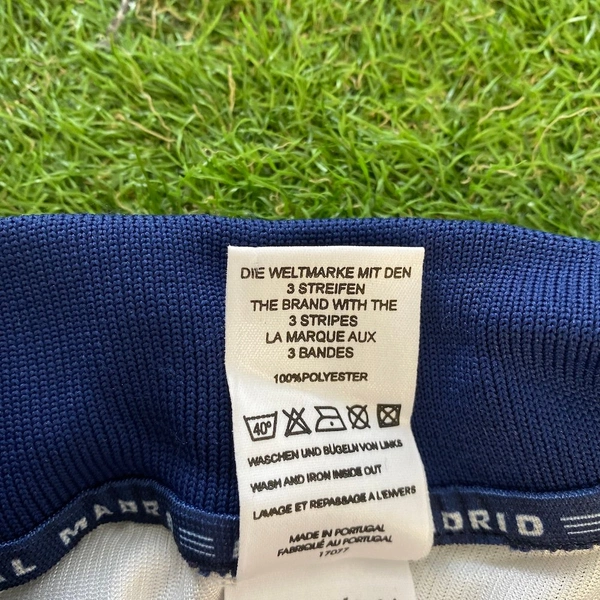 DIE WELTMARKE MIT DEN
3 STREIFEN
THE BRAND WITH THE
3 STRIPES
LA MARQUE AUX
3 BANDES
100%POLYESTER
40°
WASCHEN UND BÜGELN VON LINKS
WASH AND IRON INSIDE OUT
LAVAGE ET REPASSAGE A L'ENVERS
MADE IN PORTUGAL
FABRIQUÉ AU PORTUGAL
17077
AL MADRID
DRID